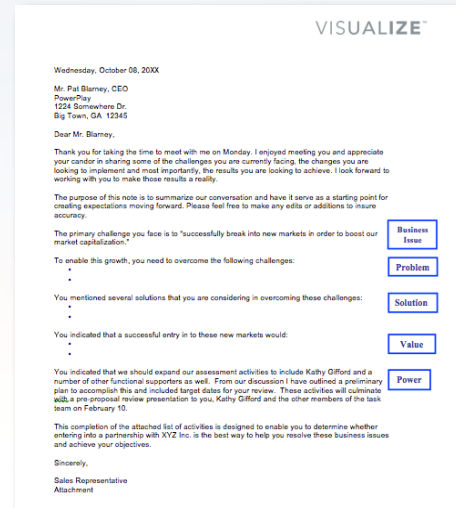 VISUALIZE™
Wednesday, October 08, 20XX
Mr. Pat Blarney, CEO
PowerPlay
1224 Somewhere Dr.
Big Town, GA 12345
Dear Mr. Blarney,
Thank you for taking the time to meet with me on Monday. I enjoyed meeting you and appreciate
your candor in sharing some of the challenges you are currently facing, the changes you are
looking to implement and most importantly, the results you are looking to achieve. I look forward to
working with you to make those results a reality.
The purpose of this note is to summarize our conversation and have it serve as a starting point for
creating expectations moving forward. Please feel free to make any edits or additions to insure
accuracy.
The primary challenge you face is to "successfully break into new markets in order to boost our
market capitalization."
Business
Issue
To enable this growth, you need to overcome the following challenges:
•
•
Problem
You mentioned several solutions that you are considering in overcoming these challenges:
•
•
Solution
You indicated that a successful entry in to these new markets would:
•
•
Value
You indicated that we should expand our assessment activities to include Kathy Gifford and a
number of other functional supporters as well. From our discussion I have outlined a preliminary
plan to accomplish this and included target dates for your review. These activities will culminate
with a pre-proposal review presentation to you, Kathy Gifford and the other members of the task
team on February 10.
Power
This completion of the attached list of activities is designed to enable you to determine whether
entering into a partnership with XYZ Inc. is the best way to help you resolve these business issues
and achieve your objectives.
Sincerely,
Sales Representative
Attachment